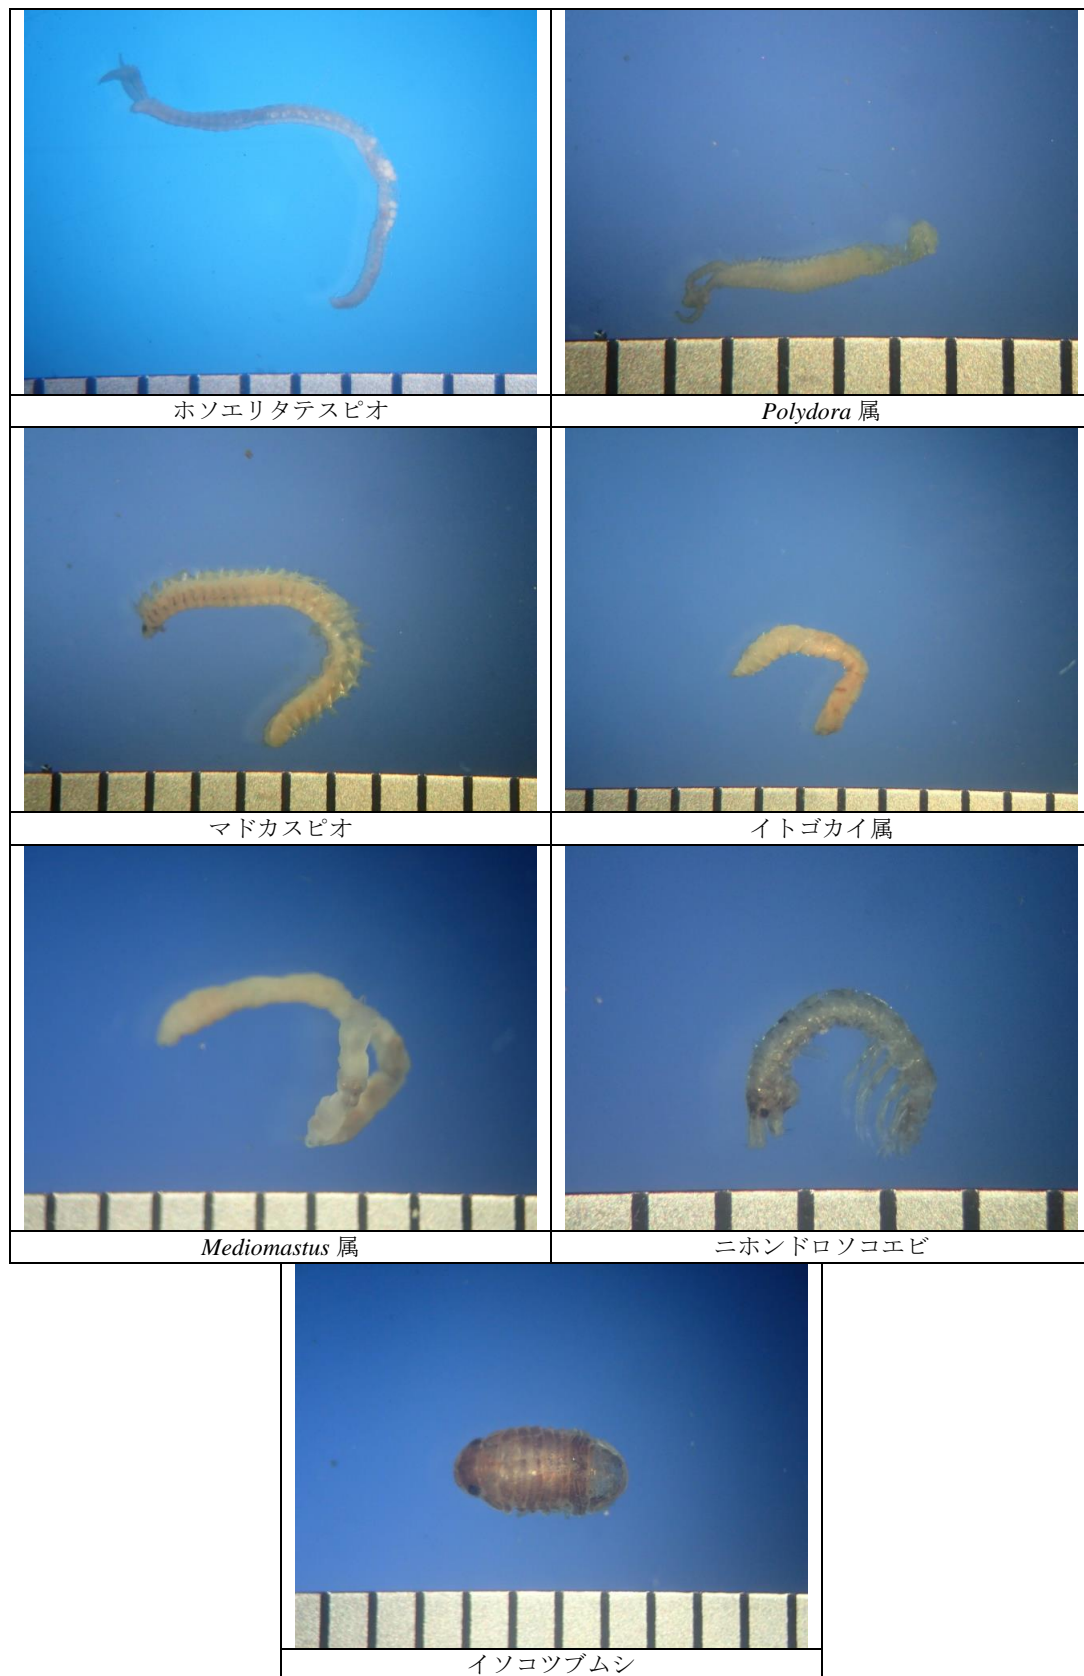 ホソエリタテスピオ
Polydora 属
マドカスピオ
イトゴカイ属
Mediomastus 属
ニホンドロソコエビ
イソコツブムシ